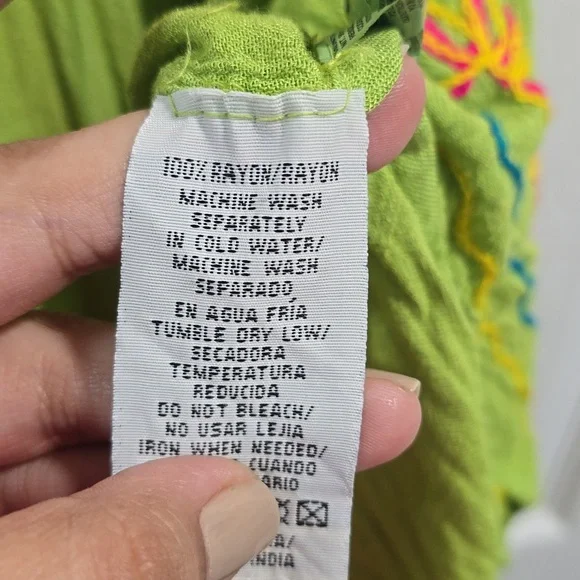 100% RAYON/RAYON
MACHINE WASH
SEPARATELY
IN COLD WATER/
MACHINE WASH
SEPARADO,
EN AGUA FRÍA
TUMBLE DRY LOW/
SECADORA
TEMPERATURA
REDUCIDA
DO NOT BLEACH/
NO USAR LEJIA
IRON WHEN NEEDED/
CUANDO